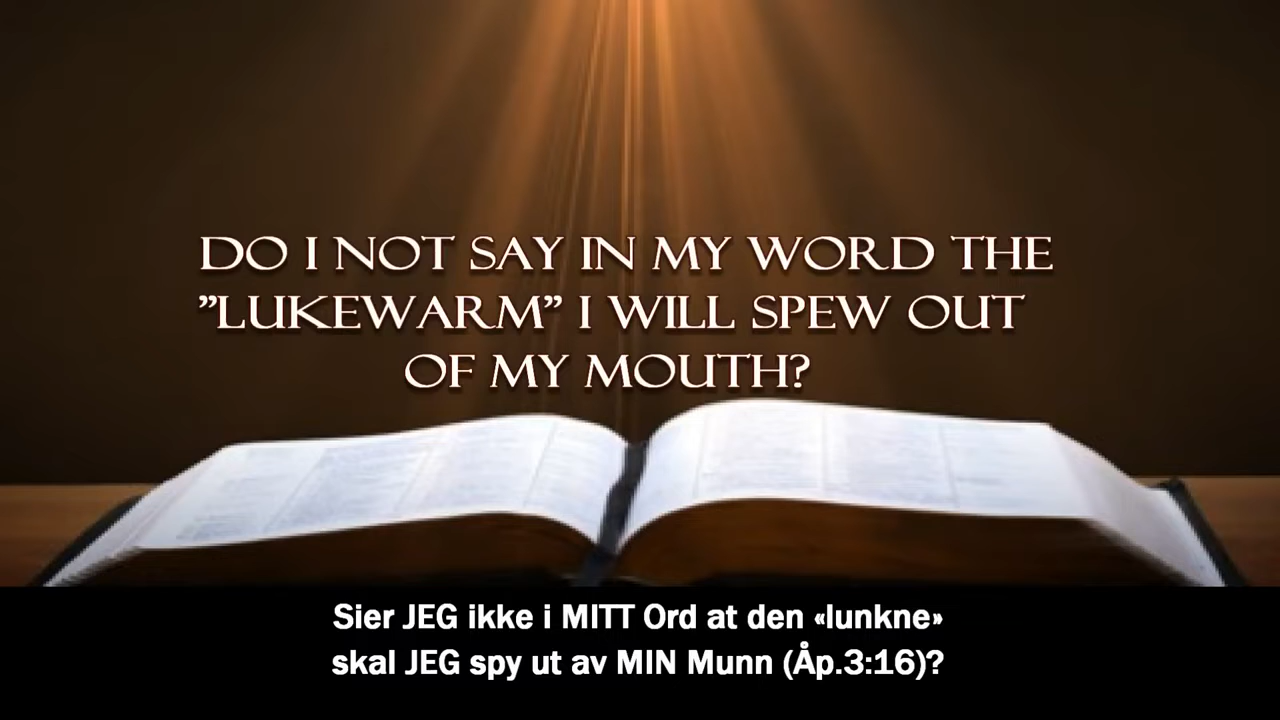 DO I NOT SAY IN MY WORD THE
”LUKEWARM” I WILL SPEW OUT
OF MY MOUTH?
Sier JEG ikke i MITT Ord at den «lunkne»
skal JEG spy ut av MIN Munn (Åp.3:16)?